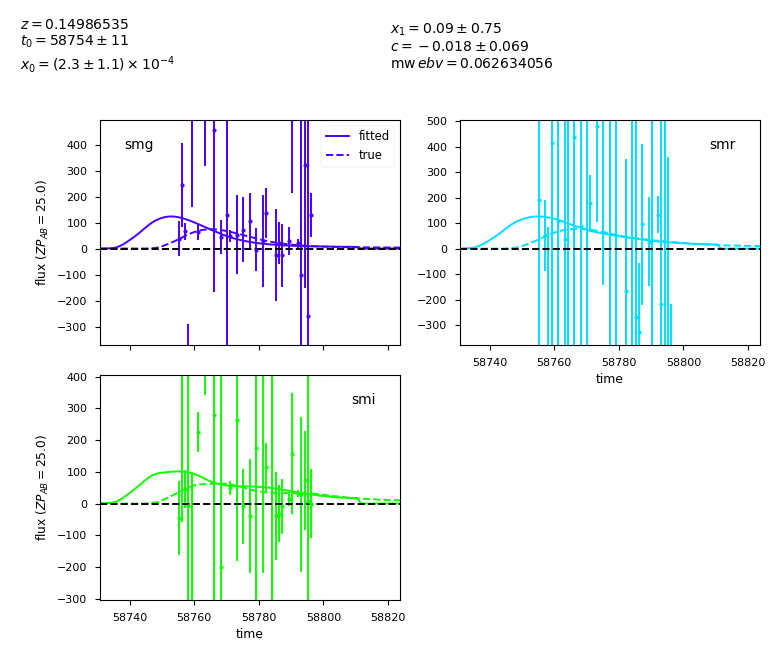 z = 0.14986535
t₀ = 58754 ± 11
x₀ = (2.3 ± 1.1) × 10⁻⁴
x₁ = 0.09 ± 0.75
c = −0.018 ± 0.069
mw ebv = 0.062634056
smg
fitted
true
flux (ZP_AB = 25.0)
400
300
200
100
0
−100
−200
−300
smr
500
400
300
200
100
0
−100
−200
−300
58740 58760 58780 58800 58820
time
smi
flux (ZP_AB = 25.0)
400
300
200
100
0
−100
−200
−300
58740 58760 58780 58800 58820
time